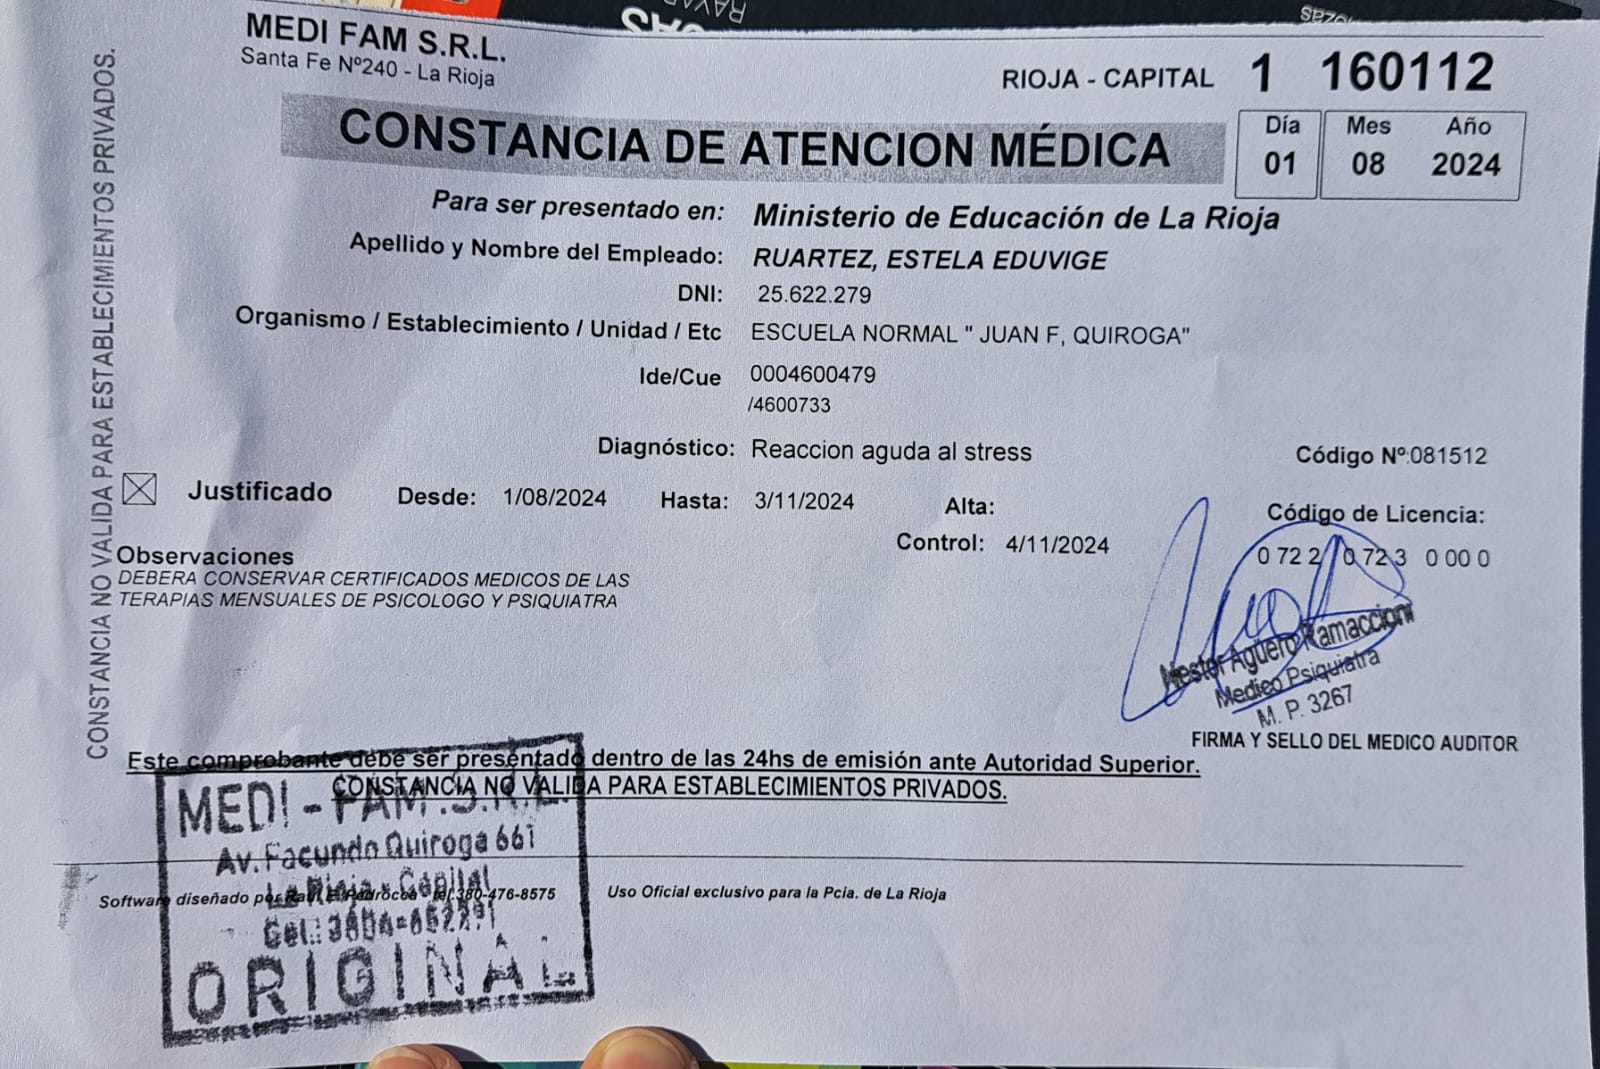 MEDI FAM S.R.L.
Santa Fe Nº240 - La Rioja
RIOJA - CAPITAL 1 160112
CONSTANCIA DE ATENCION MÉDICA
Día Mes Año
01 08 2024
Para ser presentado en: Ministerio de Educación de La Rioja
Apellido y Nombre del Empleado: RUARTEZ, ESTELA EDUVIGE
DNI: 25.622.279
Organismo / Establecimiento / Unidad / Etc ESCUELA NORMAL " JUAN F, QUIROGA"
Ide/Cue 0004600479
/4600733
Diagnóstico: Reaccion aguda al stress
Código Nº:081512
Justificado Desde: 1/08/2024 Hasta: 3/11/2024 Alta:
Código de Licencia:
Control: 4/11/2024
0 72 2 0 72 3 0 00 0
Observaciones
DEBERA CONSERVAR CERTIFICADOS MEDICOS DE LAS
TERAPIAS MENSUALES DE PSICOLOGO Y PSIQUIATRA
Nestor Agüero Ramaccioni
Medico Psiquiatra
M. P. 3267
FIRMA Y SELLO DEL MEDICO AUDITOR
Este comprobante debe ser presentado dentro de las 24hs de emisión ante Autoridad Superior.
CONSTANCIA NO VALIDA PARA ESTABLECIMIENTOS PRIVADOS.
MEDI - FAM S.R.L.
Av. Facundo Quiroga 661
La Rioja - Capital
Cel.:
ORIGINAL
Software diseñado por Raul E. tel.380-476-8575
Uso Oficial exclusivo para la Pcia. de La Rioja
CONSTANCIA NO VALIDA PARA ESTABLECIMIENTOS PRIVADOS.